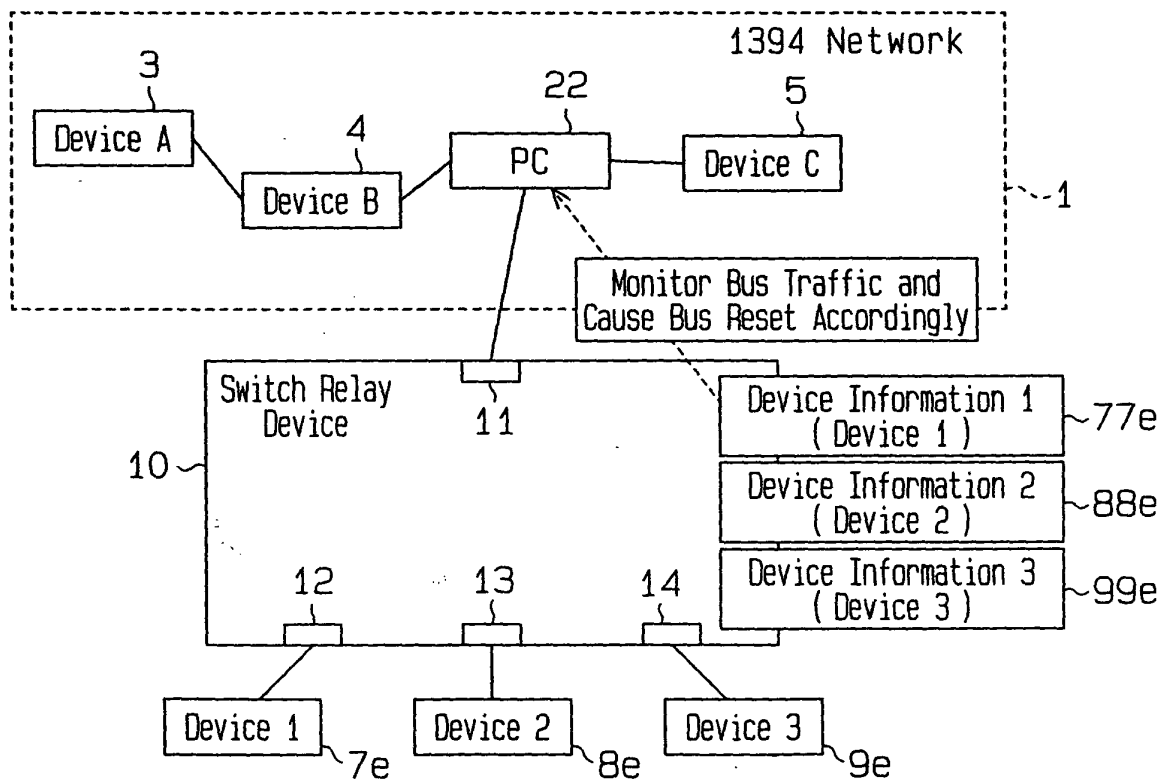 1394 Network
3
Device A
4
Device B
22
PC
5
Device C
1
Monitor Bus Traffic and
Cause Bus Reset Accordingly
Switch Relay
Device
11
10
Device Information 1
( Device 1 )
77e
Device Information 2
( Device 2 )
88e
Device Information 3
( Device 3 )
99e
12
13
14
Device 1
7e
Device 2
8e
Device 3
9e